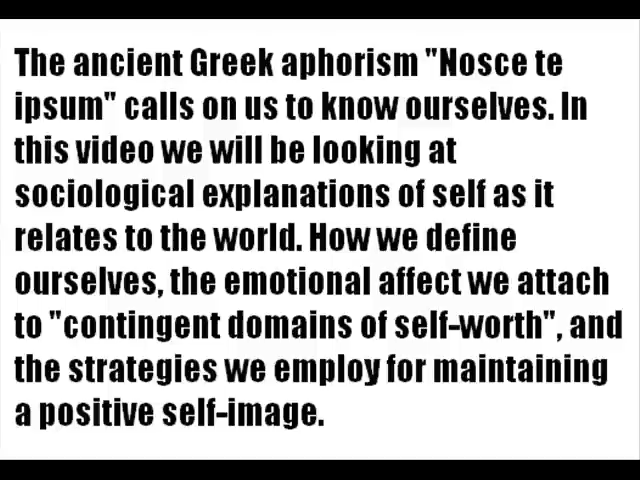 The ancient Greek aphorism "Nosce te
ipsum" calls on us to know ourselves. In
this video we will be looking at
sociological explanations of self as it
relates to the world. How we define
ourselves, the emotional affect we attach
to "contingent domains of self-worth", and
the strategies we employ for maintaining
a positive self-image.